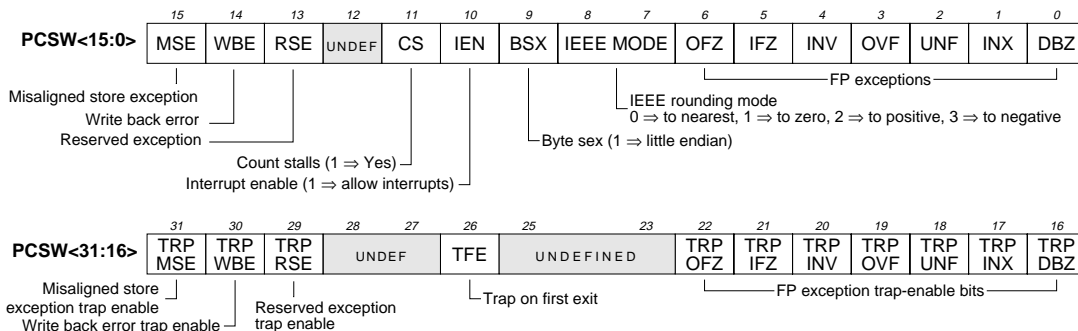 15 14 13 12 11 10 9 8 7 6 5 4 3 2 1 0
PCSW<15:0> MSE WBE RSE UNDEF CS IEN BSX IEEE MODE OFZ IFZ INV OVF UNF INX DBZ
FP exceptions
Misaligned store exception
IEEE rounding mode
0 ⇒ to nearest, 1 ⇒ to zero, 2 ⇒ to positive, 3 ⇒ to negative
Write back error
Reserved exception
Byte sex (1 ⇒ little endian)
Count stalls (1 ⇒ Yes)
Interrupt enable (1 ⇒ allow interrupts)
31 30 29 28 27 26 25 23 22 21 20 19 18 17 16
PCSW<31:16> TRP MSE TRP WBE TRP RSE UNDEF TFE UNDEFINED TRP OFZ TRP IFZ TRP INV TRP OVF TRP UNF TRP INX TRP DBZ
Misaligned store
exception trap enable
Write back error trap enable
Reserved exception
trap enable
Trap on first exit
FP exception trap-enable bits